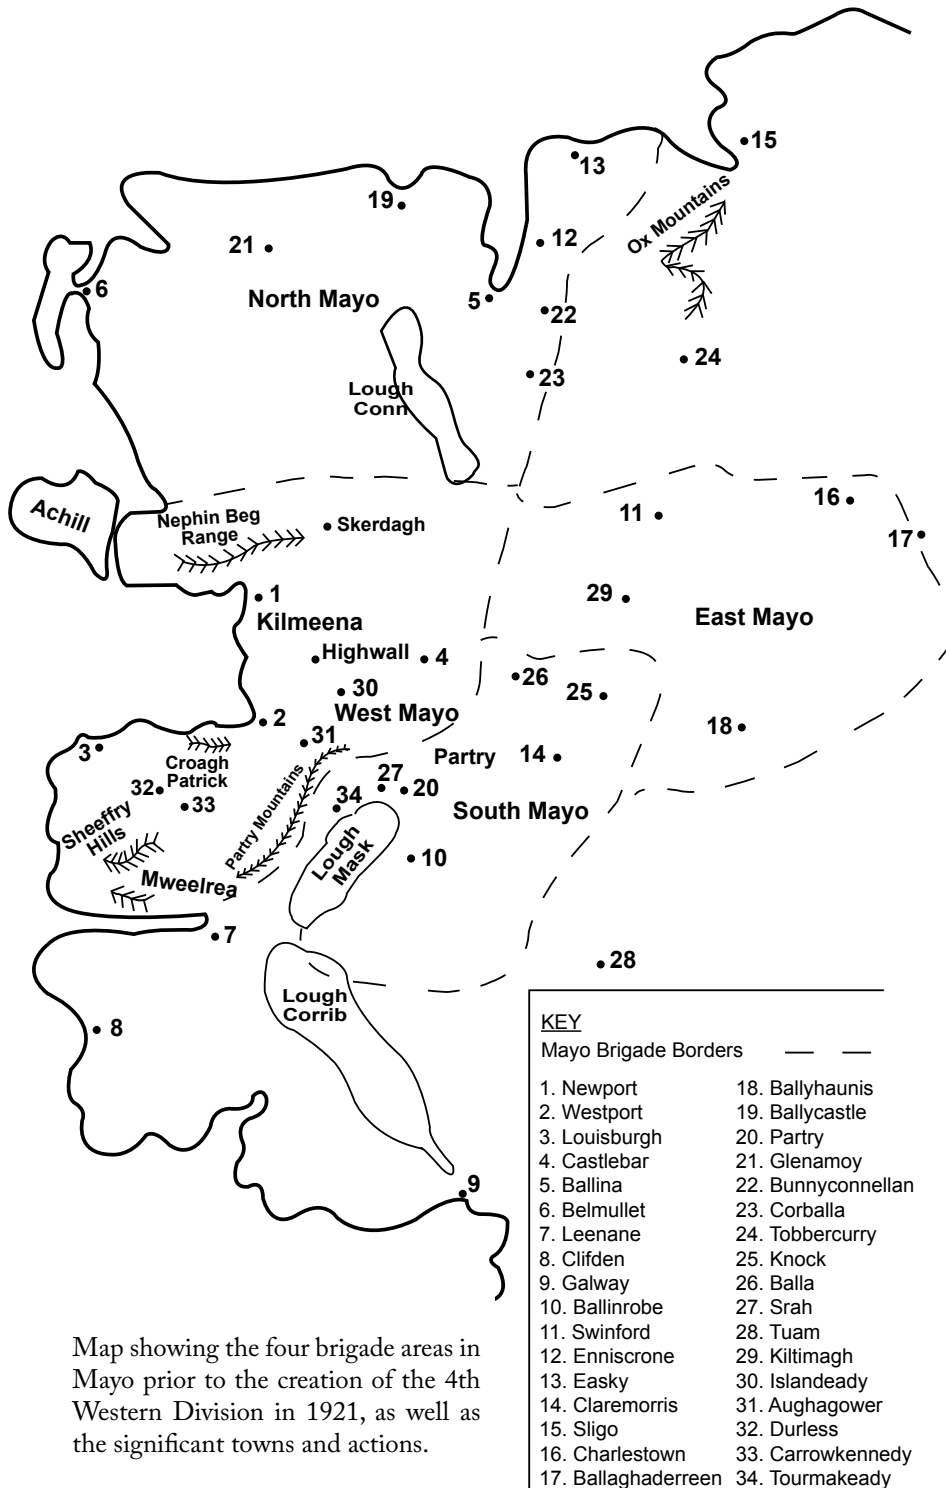 15
13
Ox Mountains
19
12
21
6
North Mayo
5
22
24
23
Lough
Conn
Achill
Nephin Beg
Range
Skerdagh
11
16
17
1
Kilmeena
29
East Mayo
Highwall
4
26
25
30
West Mayo
2
18
31
3
Croagh
Patrick
Partry
14
27
20
32
33
34
Partry Mountains
South Mayo
Sheeffry
Hills
Lough
Mask
10
Mweelrea
7
28
Lough
Corrib
8
9
KEY
Mayo Brigade Borders
1. Newport
2. Westport
3. Louisburgh
4. Castlebar
5. Ballina
6. Belmullet
7. Leenane
8. Clifden
9. Galway
10. Ballinrobe
11. Swinford
12. Enniscrone
13. Easky
14. Claremorris
15. Sligo
16. Charlestown
17. Ballaghaderreen
18. Ballyhaunis
19. Ballycastle
20. Partry
21. Glenamoy
22. Bunnyconnellan
23. Corballa
24. Tobbercurry
25. Knock
26. Balla
27. Srah
28. Tuam
29. Kiltimagh
30. Islandeady
31. Aughagower
32. Durless
33. Carrowkennedy
34. Tourmakeady
Map showing the four brigade areas in
Mayo prior to the creation of the 4th
Western Division in 1921, as well as
the significant towns and actions.